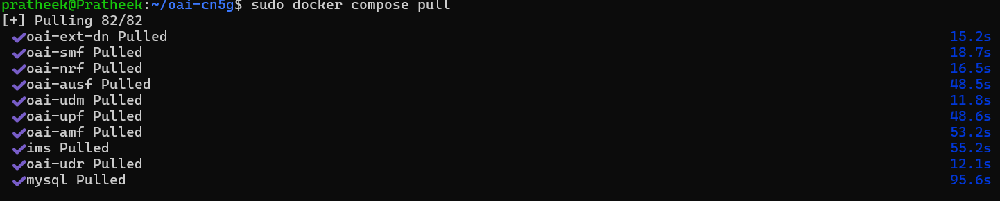 pratheek@Pratheek:~/oai-cn5g$ sudo docker compose pull
[+] Pulling 82/82
✔oai-ext-dn Pulled 15.2s
✔oai-smf Pulled 18.7s
✔oai-nrf Pulled 16.5s
✔oai-ausf Pulled 48.5s
✔oai-udm Pulled 11.8s
✔oai-upf Pulled 48.6s
✔oai-amf Pulled 53.2s
✔ims Pulled 55.2s
✔oai-udr Pulled 12.1s
✔mysql Pulled 95.6s